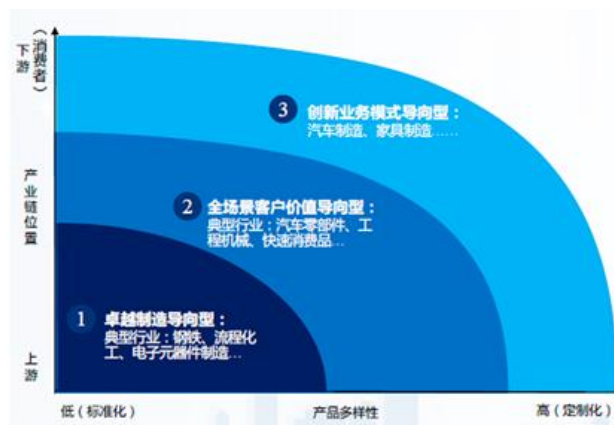 下游
（消费者）
3 创新业务模式导向型：
汽车制造、家具制造……
产业链位置
2 全场景客户价值导向型：
典型行业：汽车零部件、工
程机械、快速消费品...
1 卓越制造导向型：
典型行业：钢铁、流程化
工、电子元器件制造...
上游
低（标准化）
产品多样性
高（定制化）